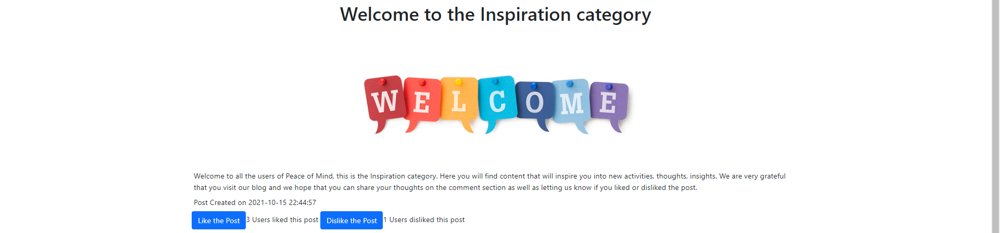 Welcome to the Inspiration category
WELCOME
Welcome to all the users of Peace of Mind, this is the Inspiration category. Here you will find content that will inspire you into new activities, thoughts, insights. We are very grateful
that you visit our blog and we hope that you can share your thoughts on the comment section as well as letting us know if you liked or disliked the post.
Post Created on 2021-10-15 22:44:57
Like the Post 3 Users liked this post Dislike the Post 1 Users disliked this post